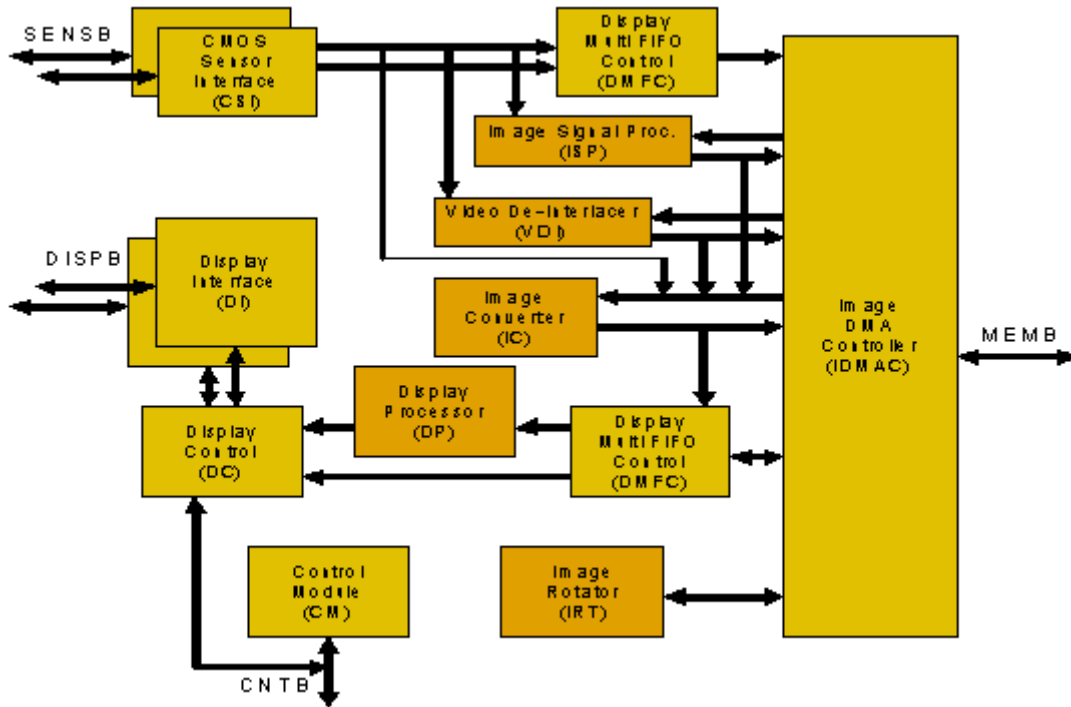 SENSB
CMOS
Sensor
Interface
(CSI)
Display
Multi FIFO
Control
(DMFC)
Image Signal Proc.
(ISP)
Video De-Interlacer
(VDI)
DISPB
Display
Interface
(DI)
Image
Converter
(IC)
Image
DMA
Controller
(IDMAC)
MEMB
Display
Processor
(DP)
Display
Control
(DC)
Display
Multi FIFO
Control
(DMFC)
Control
Module
(CM)
Image
Rotator
(IRT)
CNTB